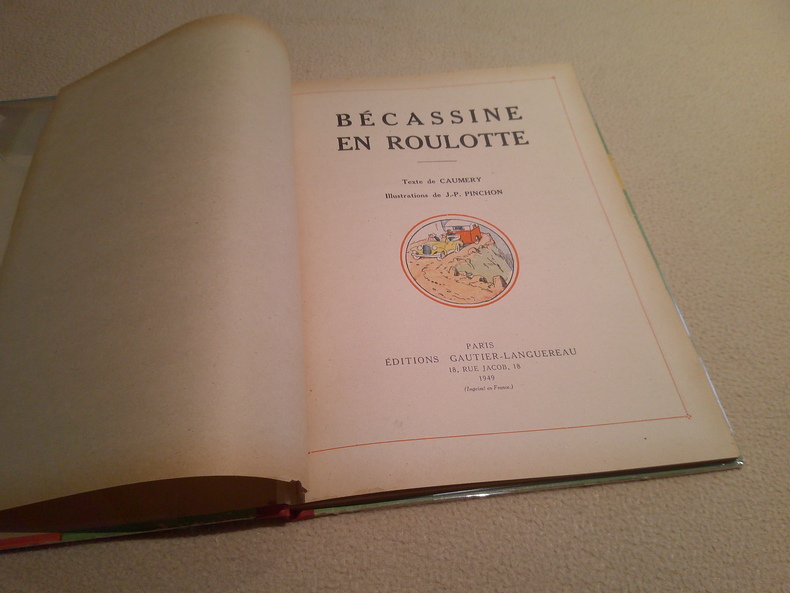 BÉCASSINE
EN ROULOTTE
Texte de CAUMERY
Illustrations de J.-P. PINCHON
PARIS
ÉDITIONS GAUTIER-LANGUEREAU
18, RUE JACOB, 18
1949
(Imprimé en France.)